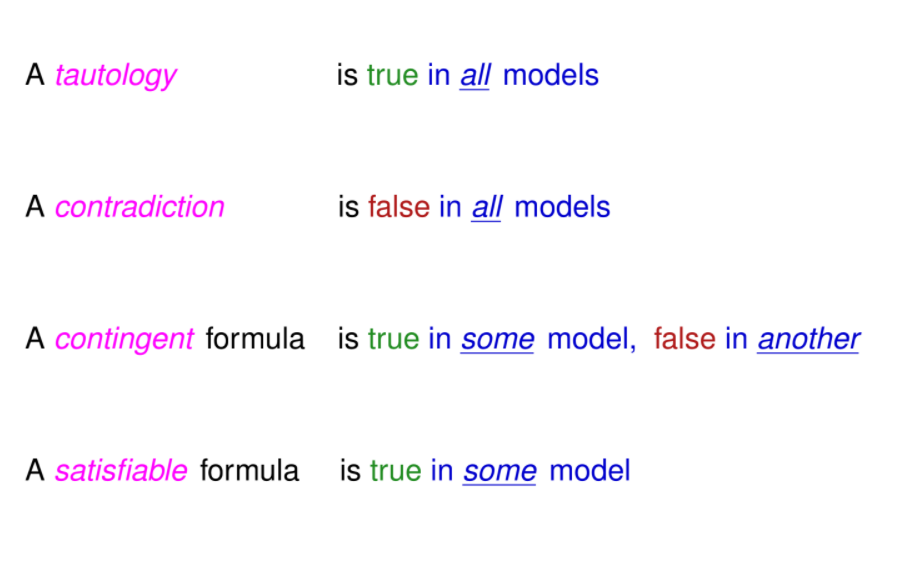 A tautology is true in all models
A contradiction is false in all models
A contingent formula is true in some model, false in another
A satisfiable formula is true in some model